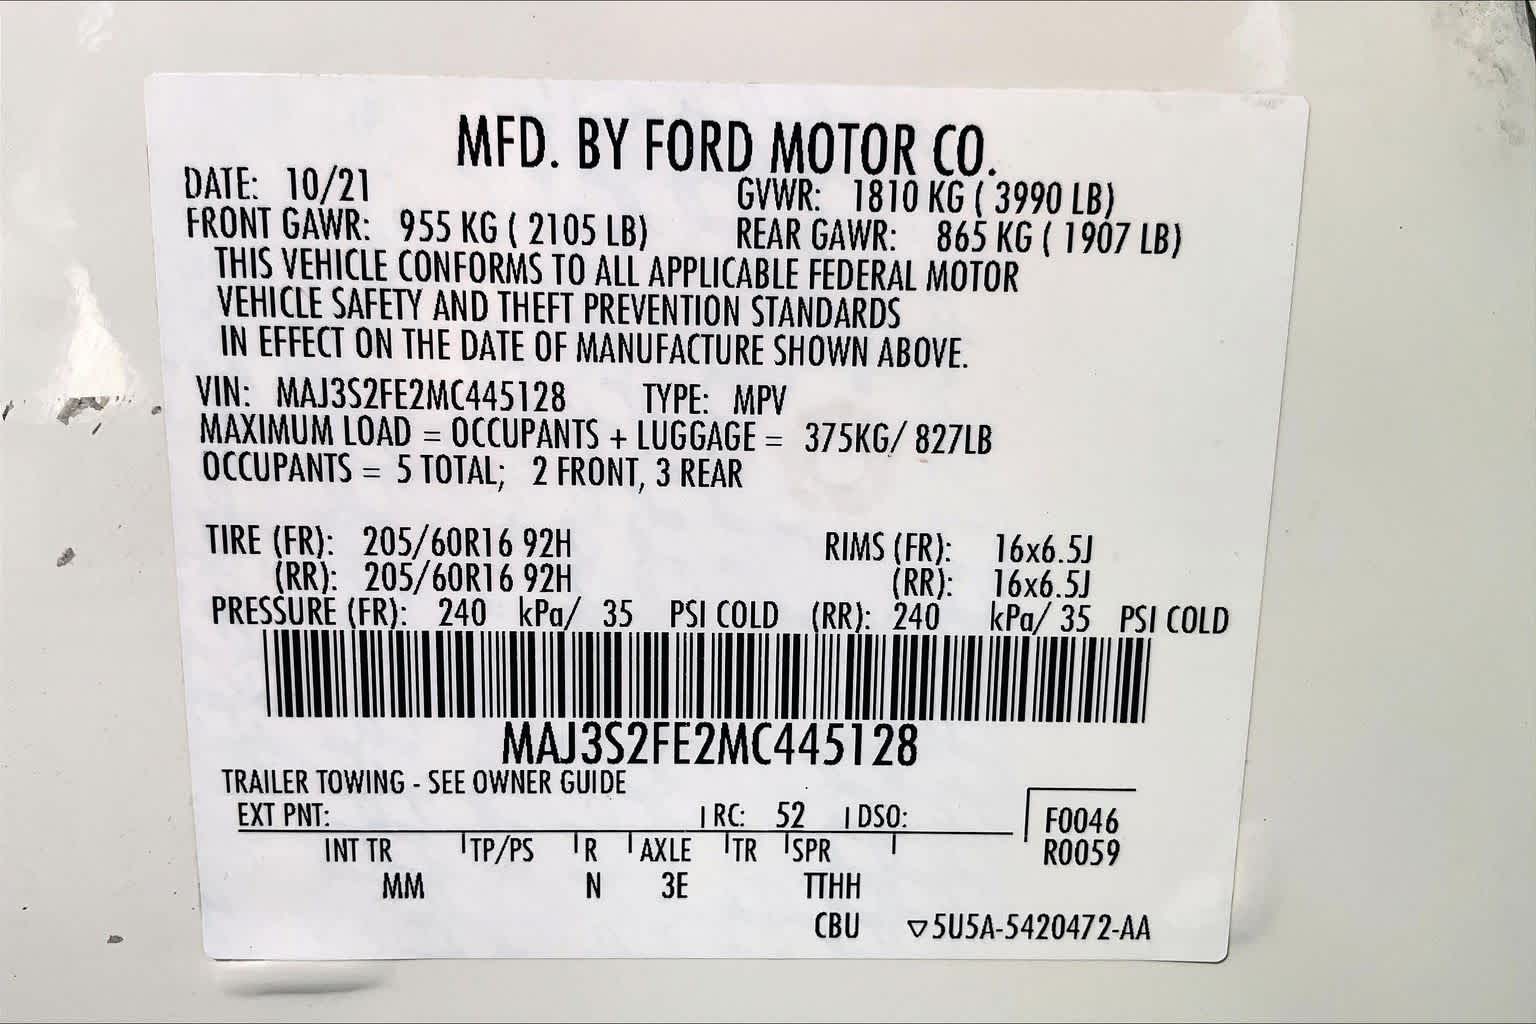 MFD. BY FORD MOTOR CO.
DATE: 10/21 GVWR: 1810 KG ( 3990 LB)
FRONT GAWR: 955 KG ( 2105 LB) REAR GAWR: 865 KG ( 1907 LB)
THIS VEHICLE CONFORMS TO ALL APPLICABLE FEDERAL MOTOR
VEHICLE SAFETY AND THEFT PREVENTION STANDARDS
IN EFFECT ON THE DATE OF MANUFACTURE SHOWN ABOVE.
VIN: MAJ3S2FE2MC445128 TYPE: MPV
MAXIMUM LOAD = OCCUPANTS + LUGGAGE = 375KG/ 827LB
OCCUPANTS = 5 TOTAL; 2 FRONT, 3 REAR
TIRE (FR): 205/60R16 92H RIMS (FR): 16x6.5J
(RR): 205/60R16 92H (RR): 16x6.5J
PRESSURE (FR): 240 kPa/ 35 PSI COLD (RR): 240 kPa/ 35 PSI COLD
MAJ3S2FE2MC445128
TRAILER TOWING - SEE OWNER GUIDE
EXT PNT: RC: 52 DSO: F0046
INT TR TP/PS R AXLE TR SPR R0059
MM N 3E TTHH
CBU ▽5U5A-5420472-AA